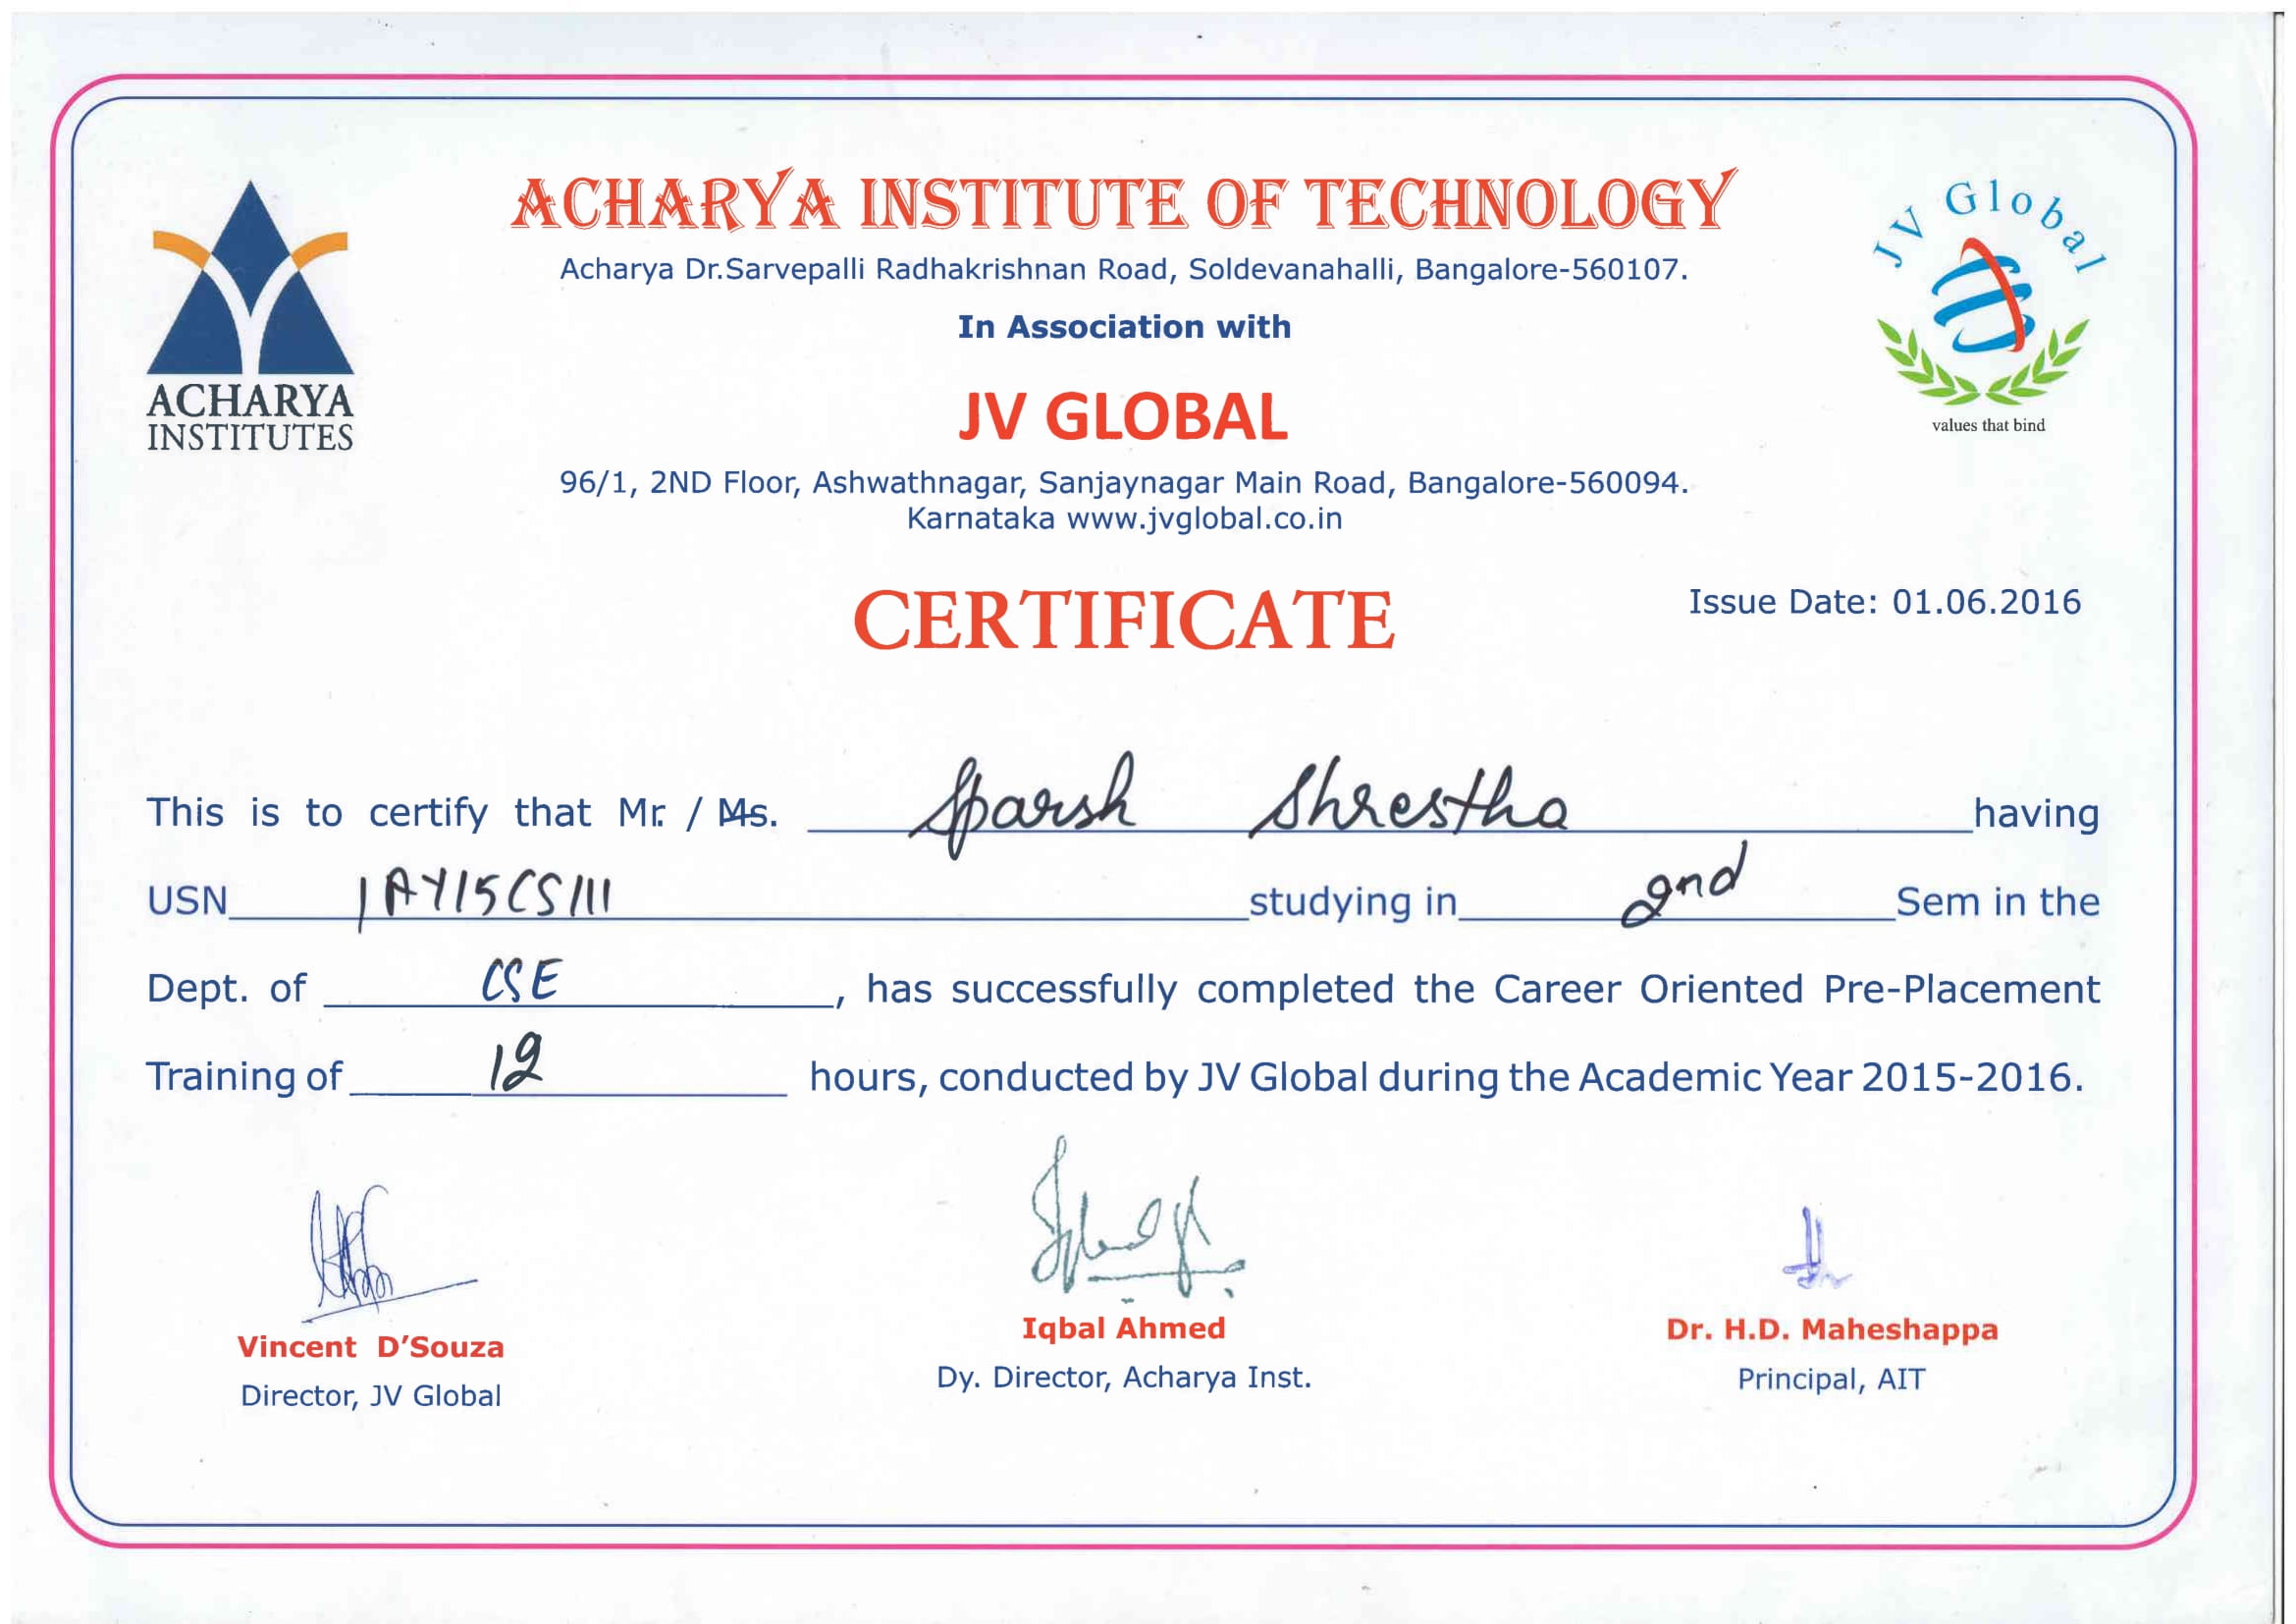 ACHARYA INSTITUTE OF TECHNOLOGY
Acharya Dr.Sarvepalli Radhakrishnan Road, Soldevanahalli, Bangalore-560107.
In Association with
JV GLOBAL
96/1, 2ND Floor, Ashwathnagar, Sanjaynagar Main Road, Bangalore-560094.
Karnataka www.jvglobal.co.in
ACHARYA
INSTITUTES
JV Global
values that bind
CERTIFICATE
Issue Date: 01.06.2016
This is to certify that Mr. / Ms. Sparsh Shrestha having
USN 1AY15CS111 studying in 2nd Sem in the
Dept. of CSE, has successfully completed the Career Oriented Pre-Placement
Training of 12 hours, conducted by JV Global during the Academic Year 2015-2016.
Vincent D'Souza
Director, JV Global
Iqbal Ahmed
Dy. Director, Acharya Inst.
Dr. H.D. Maheshappa
Principal, AIT